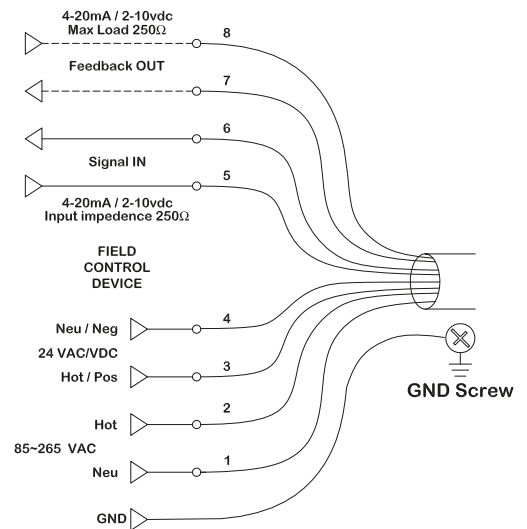 4-20mA / 2-10vdc
Max Load 250Ω
8
Feedback OUT
7
6
Signal IN
5
4-20mA / 2-10vdc
Input impedence 250Ω
FIELD
CONTROL
DEVICE
4
Neu / Neg
24 VAC/VDC
3
Hot / Pos
GND Screw
2
Hot
85~265 VAC
1
Neu
GND